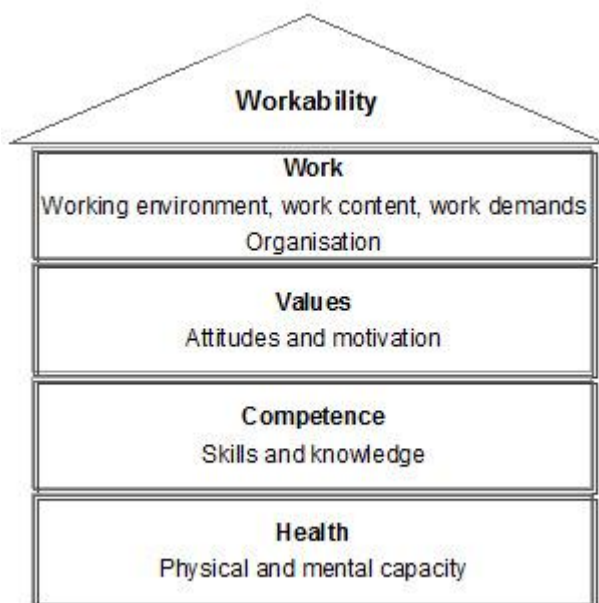 Workability
Work
Working environment, work content, work demands
Organisation
Values
Attitudes and motivation
Competence
Skills and knowledge
Health
Physical and mental capacity